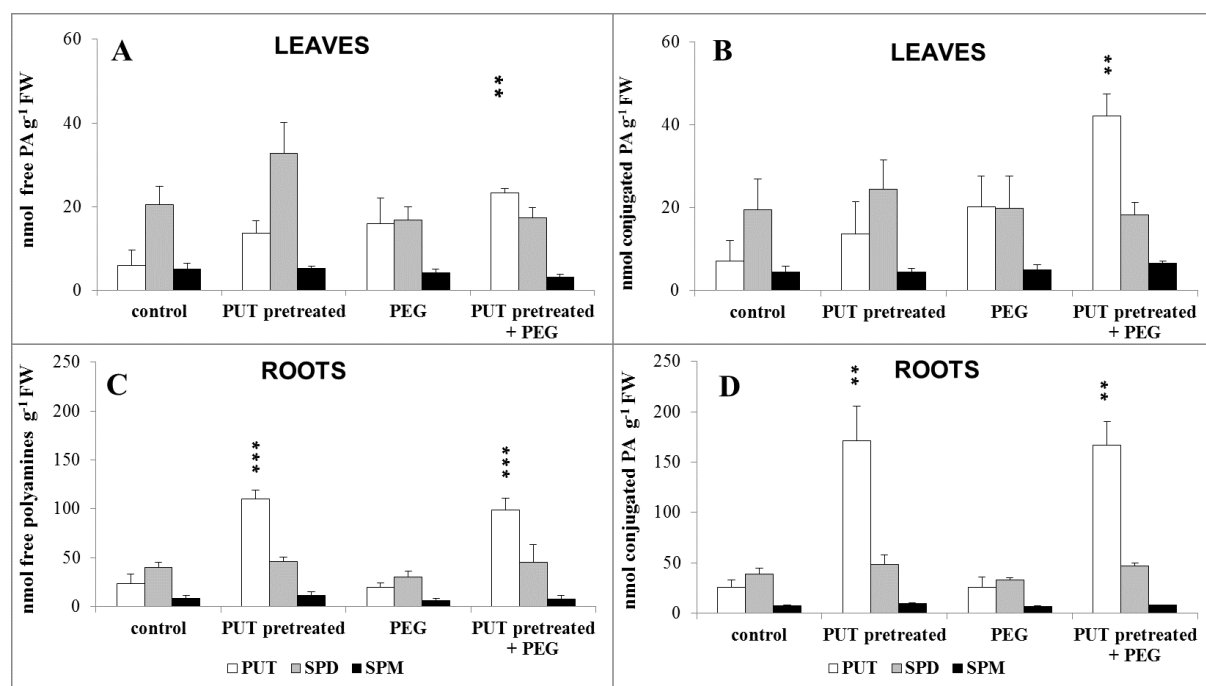 A
LEAVES
nmol free PA g-1 FW
60
40
20
0
**
control
PUT pretreated
PEG
PUT pretreated
+ PEG
B
LEAVES
nmol conjugated PA g-1 FW
60
40
20
0
**
control
PUT pretreated
PEG
PUT pretreated
+ PEG
C
ROOTS
nmol free polyamines g-1 FW
250
200
150
100
50
0
***
***
control
PUT pretreated
PEG
PUT pretreated
+ PEG
PUT SPD SPM
D
ROOTS
nmol conjugated PA g-1 FW
250
200
150
100
50
0
**
**
control
PUT pretreated
PEG
PUT pretreated
+ PEG
PUT SPD SPM